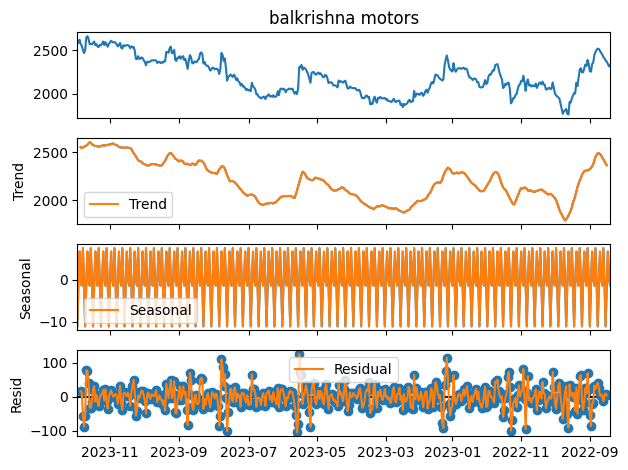 balkrishna motors
2500
2000
Trend
2500
2000
Trend
Seasonal
0
−10
Seasonal
Resid
100
0
−100
Residual
2023-11 2023-09 2023-07 2023-05 2023-03 2023-01 2022-11 2022-09